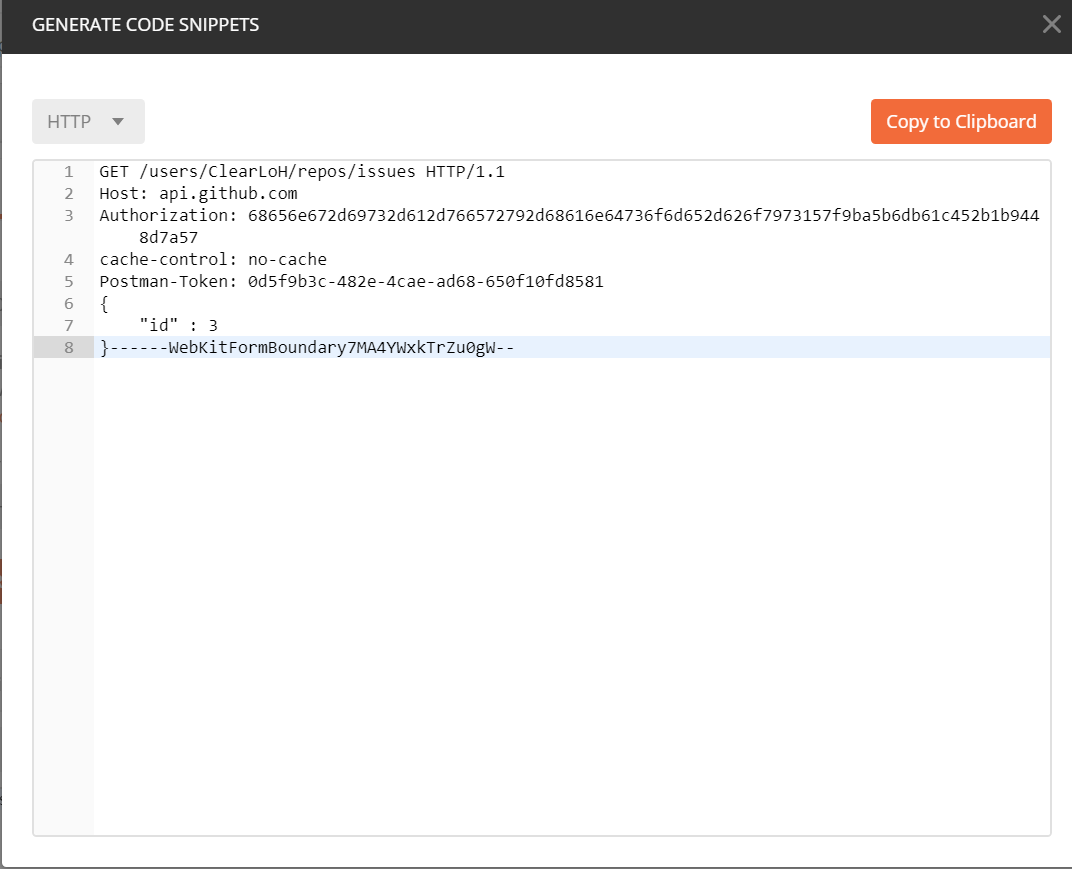 GENERATE CODE SNIPPETS
HTTP
Copy to Clipboard
1 GET /users/ClearLoH/repos/issues HTTP/1.1
2 Host: api.github.com
3 Authorization: 68656e672d69732d612d766572792d68616e64736f6d652d626f7973157f9ba5b6db61c452b1b944
8d7a57
4 cache-control: no-cache
5 Postman-Token: 0d5f9b3c-482e-4cae-ad68-650f10fd8581
6 {
7 "id" : 3
8 }------WebKitFormBoundary7MA4YWxkTrZu0gW--